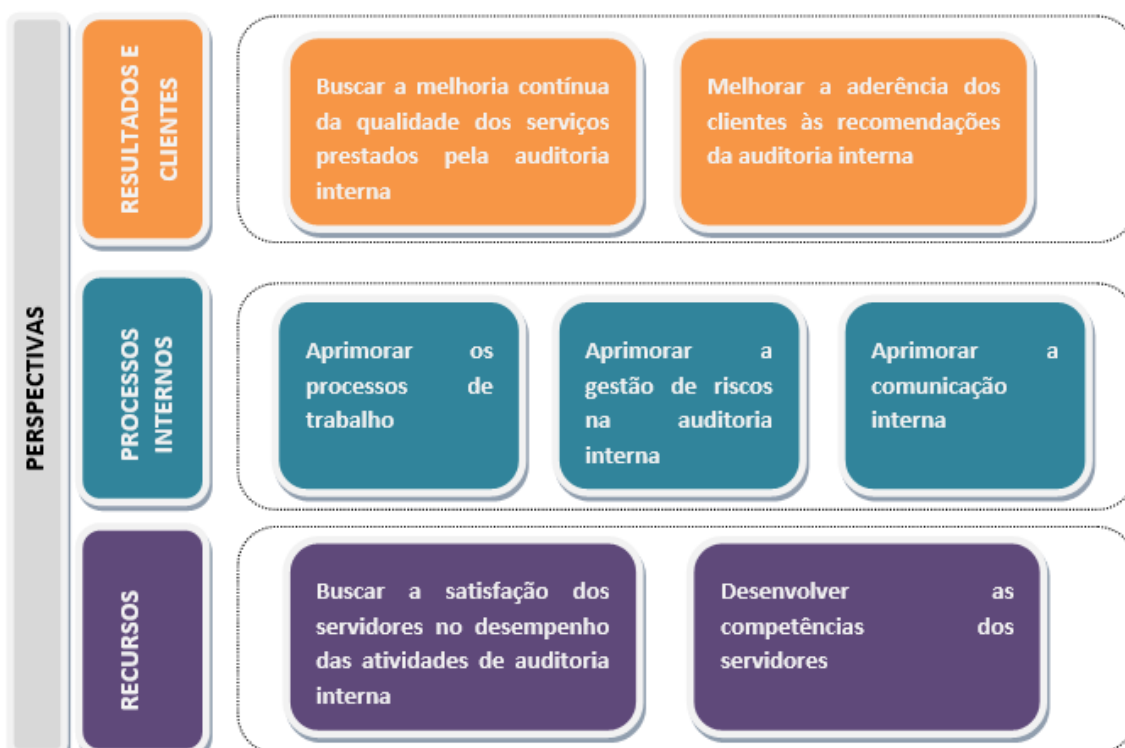 PERSPECTIVAS
RESULTADOS E
CLIENTES
Buscar a melhoria contínua
da qualidade dos serviços
prestados pela auditoria
interna
Melhorar a aderência dos
clientes às recomendações
da auditoria interna
PROCESSOS
INTERNOS
Aprimorar os
processos de
trabalho
Aprimorar a
gestão de riscos
na auditoria
interna
Aprimorar a
comunicação
interna
RECURSOS
Buscar a satisfação dos
servidores no desempenho
das atividades de auditoria
interna
Desenvolver as
competências dos
servidores